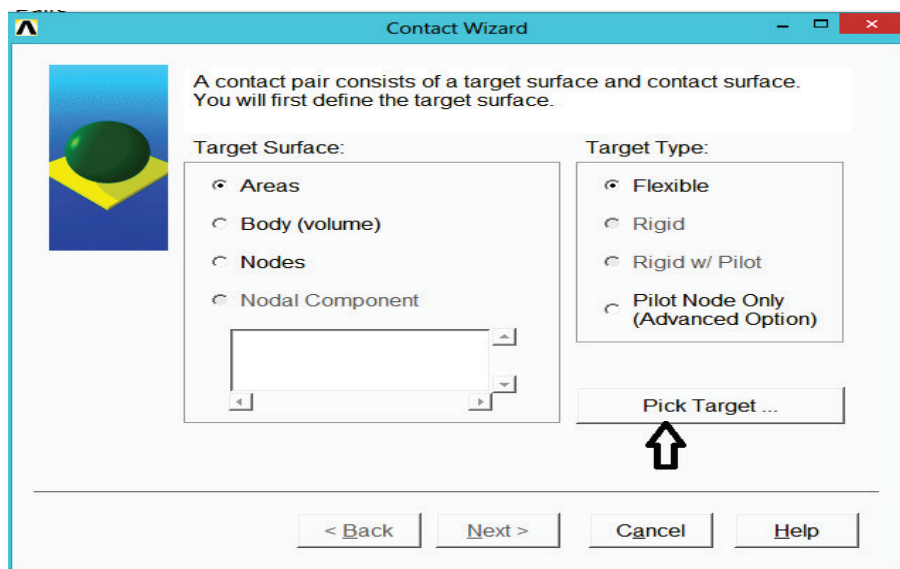 Contact Wizard
A contact pair consists of a target surface and contact surface.
You will first define the target surface.
Target Surface:
Areas
Body (volume)
Nodes
Nodal Component
Target Type:
Flexible
Rigid
Rigid w/ Pilot
Pilot Node Only
(Advanced Option)
Pick Target ...
< Back
Next >
Cancel
Help